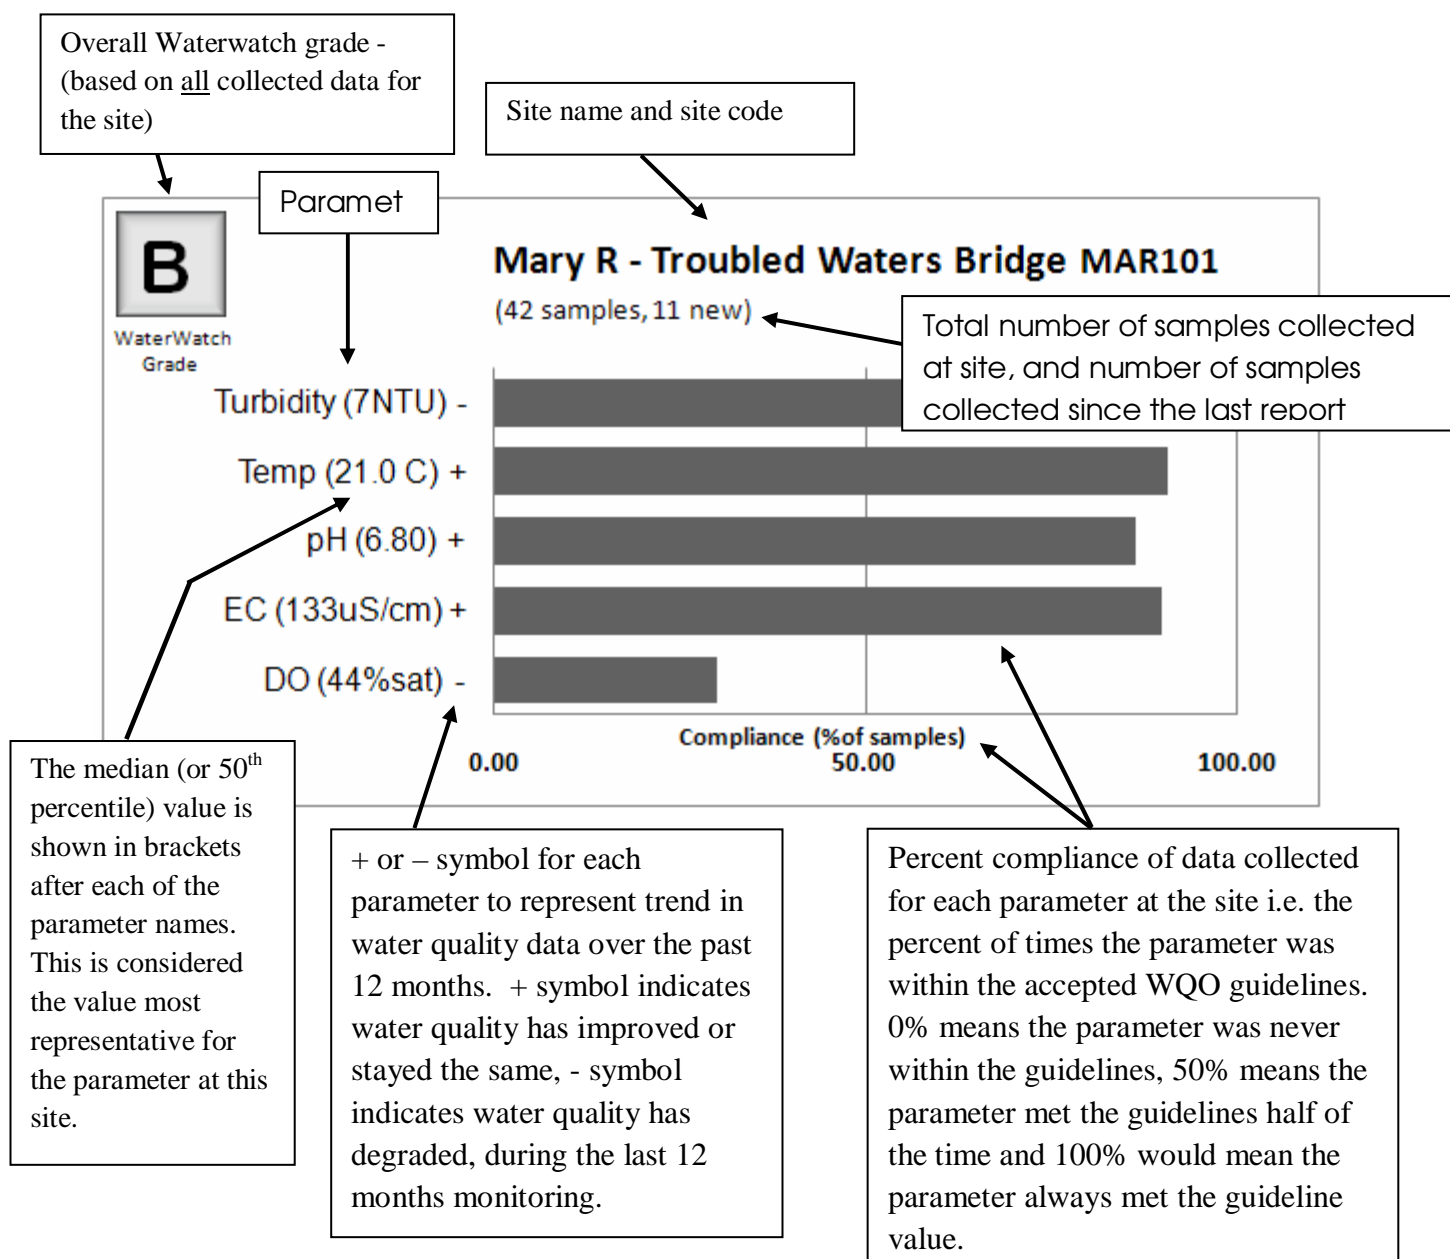 Overall Waterwatch grade -
(based on all collected data for
the site)
Site name and site code
Paramet
B
WaterWatch
Grade
Mary R - Troubled Waters Bridge MAR101
(42 samples, 11 new)
Total number of samples collected
at site, and number of samples
collected since the last report
Turbidity (7NTU) -
Temp (21.0 C) +
pH (6.80) +
EC (133uS/cm) +
DO (44%sat) -
Compliance (%of samples)
0.00 50.00 100.00
The median (or 50th
percentile) value is
shown in brackets
after each of the
parameter names.
This is considered
the value most
representative for
the parameter at this
site.
+ or – symbol for each
parameter to represent trend in
water quality data over the past
12 months.  + symbol indicates
water quality has improved or
stayed the same, - symbol
indicates water quality has
degraded, during the last 12
months monitoring.
Percent compliance of data collected
for each parameter at the site i.e. the
percent of times the parameter was
within the accepted WQO guidelines.
0% means the parameter was never
within the guidelines, 50% means the
parameter met the guidelines half of
the time and 100% would mean the
parameter always met the guideline
value.